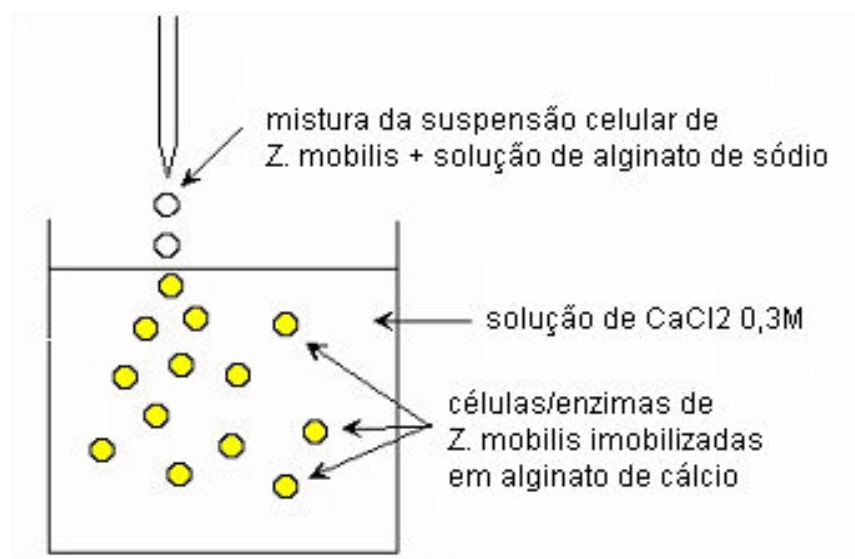 mistura da suspensão celular de
Z. mobilis + solução de alginato de sódio
solução de CaCl2 0,3M
células/enzimas de
Z. mobilis imobilizadas
em alginato de cálcio